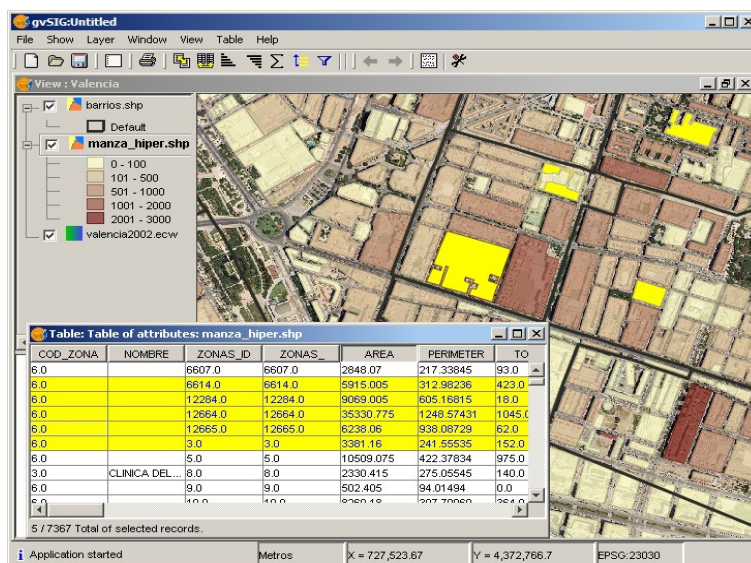 gvSIG:Untitled
File Show Layer Window View Table Help
View : Valencia
barrios.shp
Default
manza_hiper.shp
0 - 100
101 - 500
501 - 1000
1001 - 2000
2001 - 3000
valencia2002.ecw
Table: Table of attributes: manza_hiper.shp
COD_ZONA NOMBRE ZONAS_ID ZONAS_ AREA PERIMETER TO
6.0 6607.0 6607.0 2848.07 217.33845 93.0
6.0 6614.0 6614.0 5915.005 312.98236 423.0
6.0 12284.0 12284.0 9069.005 605.16815 18.0
6.0 12664.0 12664.0 35330.775 1248.57431 1045.0
6.0 12665.0 12665.0 6238.06 938.08729 62.0
6.0 3.0 3.0 3381.16 241.55535 152.0
6.0 5.0 5.0 10509.075 422.37834 975.0
3.0 CLINICA DEL... 8.0 8.0 2330.415 275.05445 140.0
6.0 9.0 9.0 502.405 94.01494 0.0
5 / 7367 Total of selected records.
Application started Metros X = 727,523.67 Y = 4,372,766.7 EPSG:23030